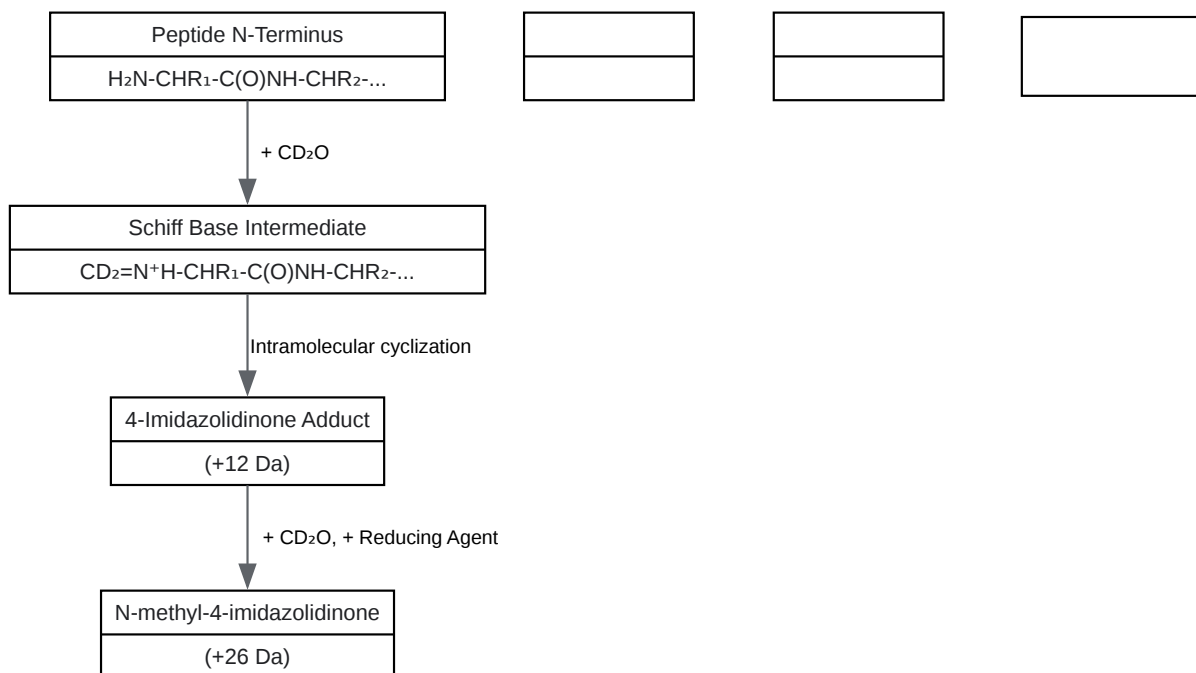 Peptide N-Terminus
H₂N-CHR₁-C(O)NH-CHR₂-...
+ CD₂O
Schiff Base Intermediate
CD₂=N⁺H-CHR₁-C(O)NH-CHR₂-...
Intramolecular cyclization
4-Imidazolidinone Adduct
(+12 Da)
+ CD₂O, + Reducing Agent
N-methyl-4-imidazolidinone
(+26 Da)